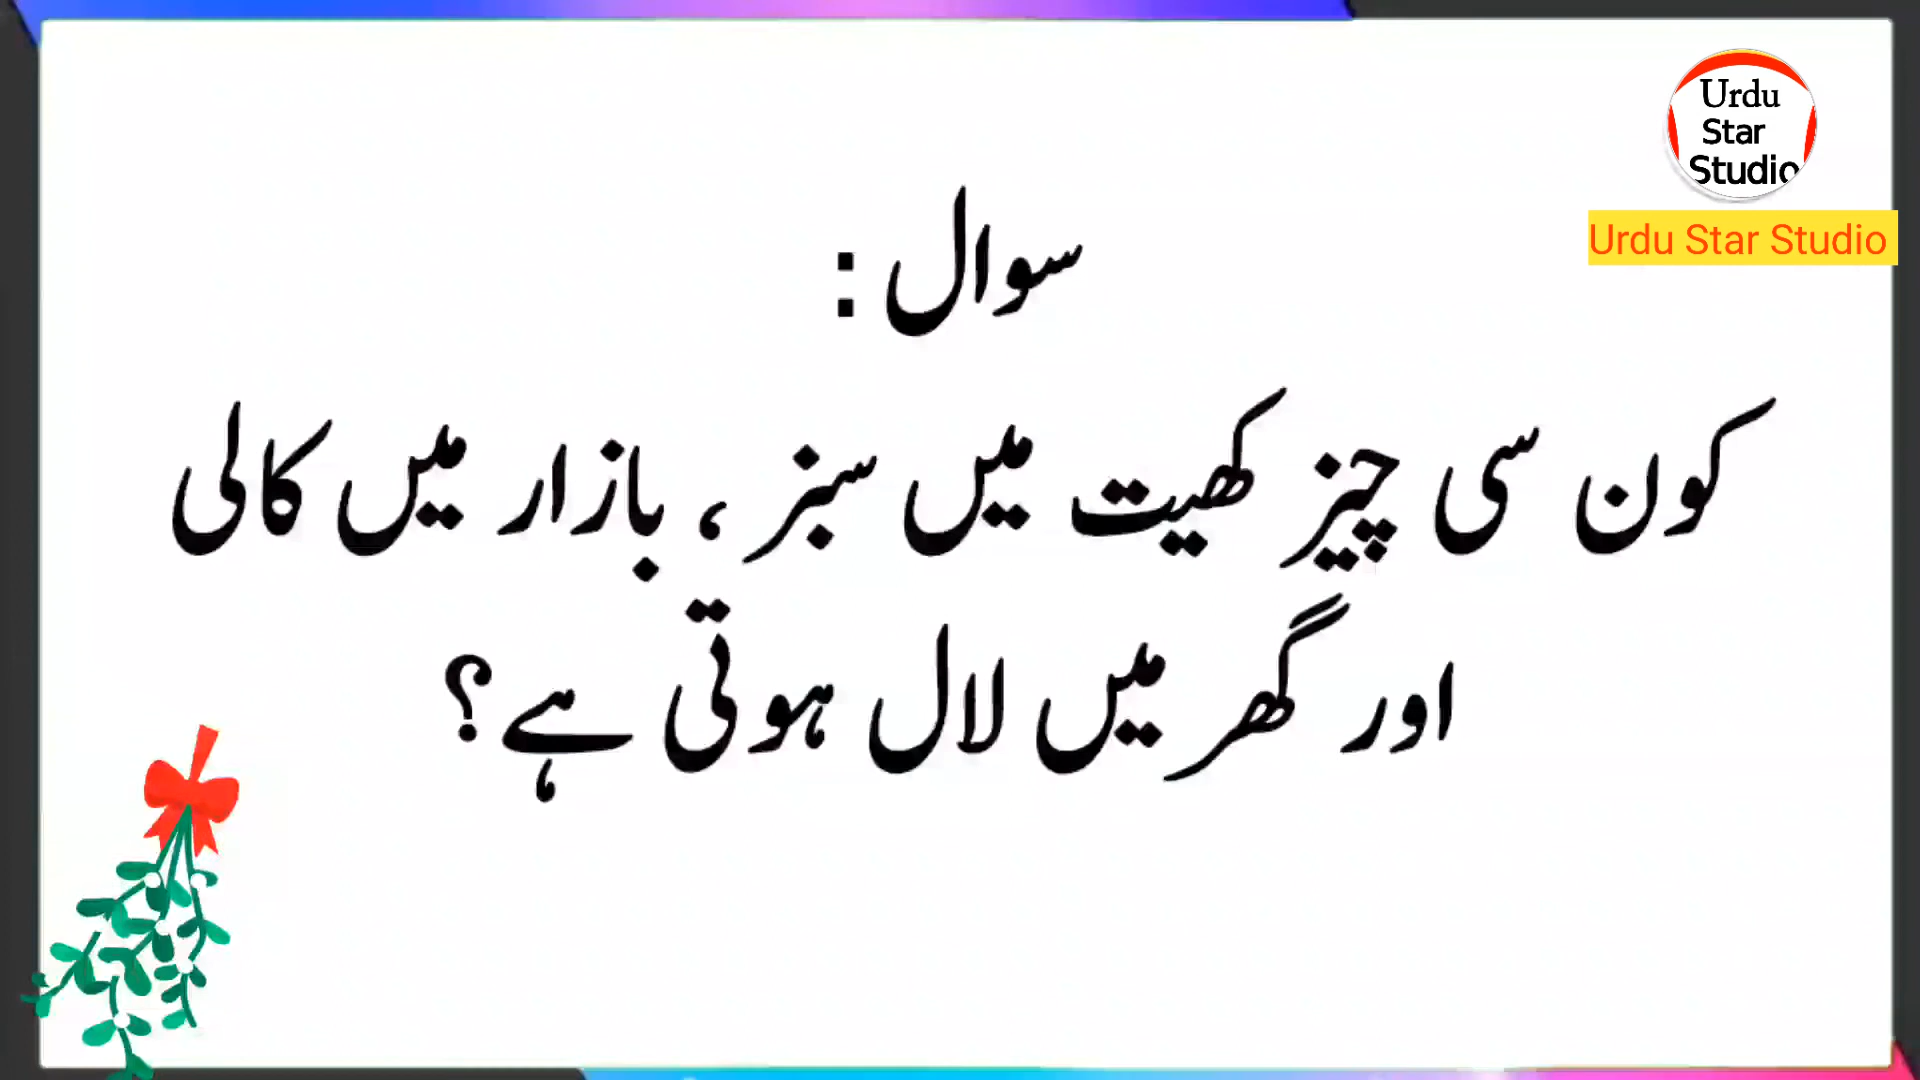 Urdu
Star
Studio
Urdu Star Studio
سوال :
کون سی چیز کھیت میں سبز ، بازار میں کالی
اور گھر میں لال ہوتی ہے؟